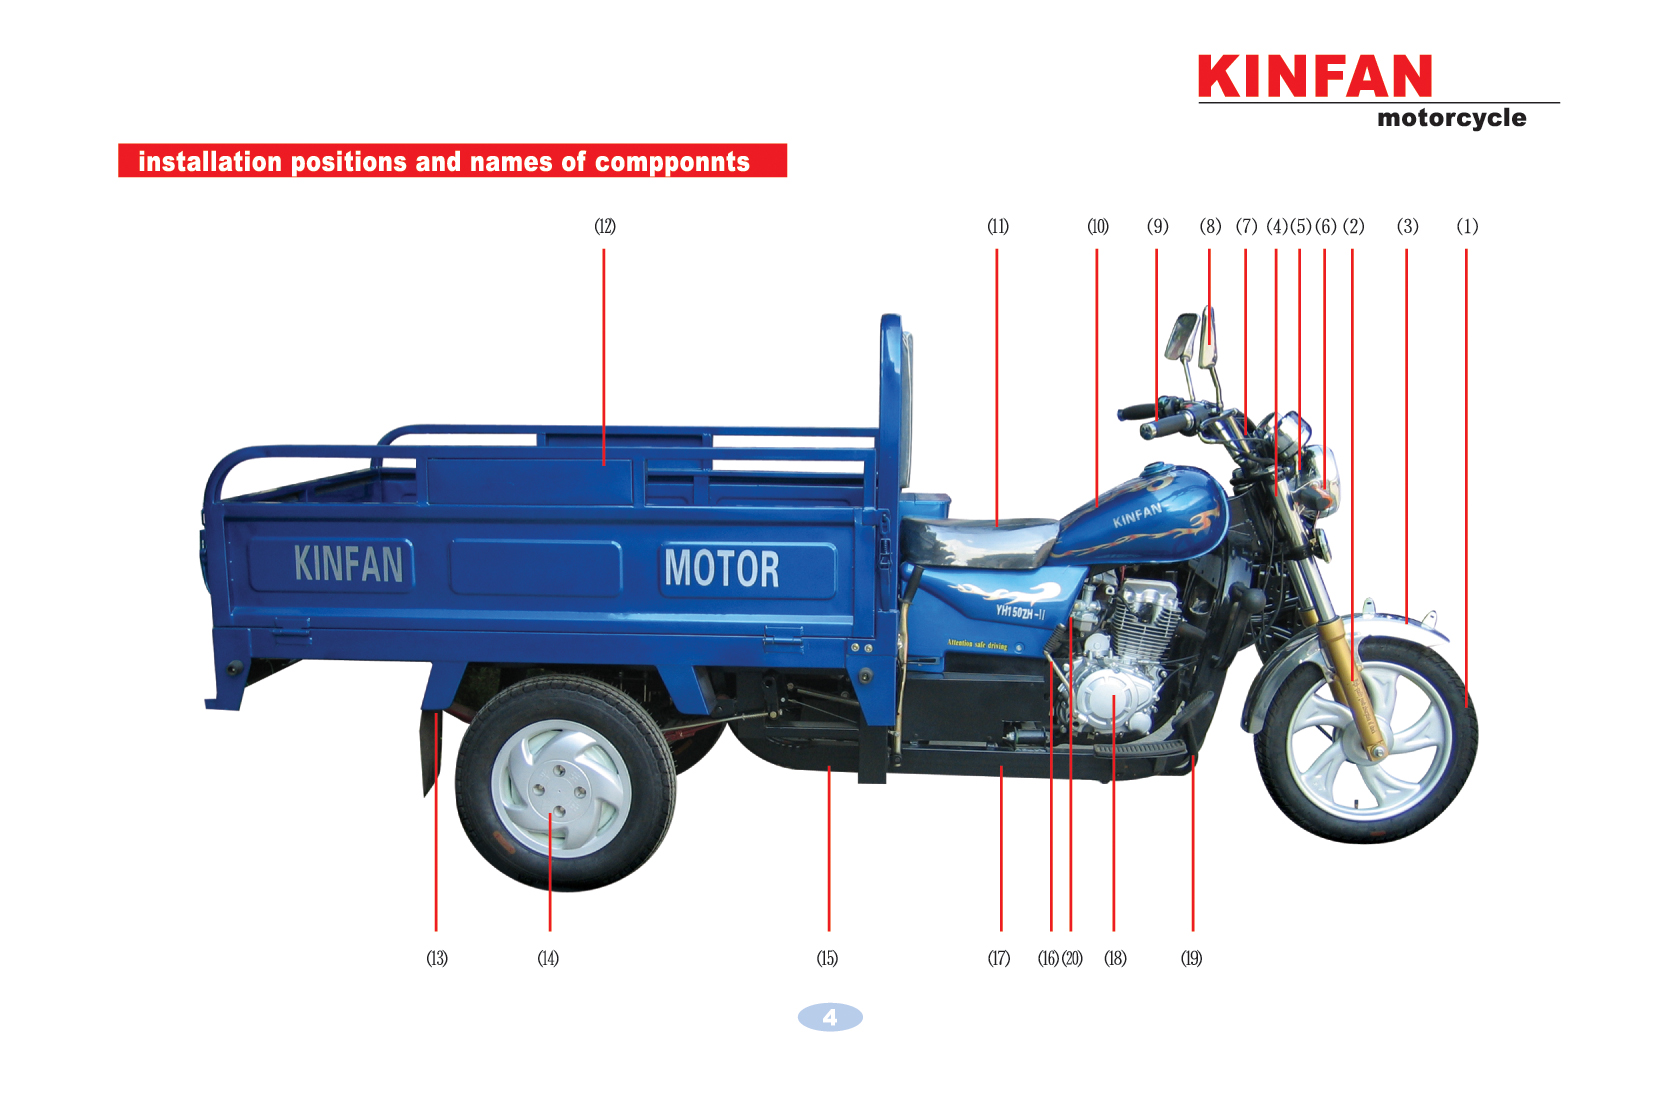 KINFAN
motorcycle
installation positions and names of compponnts
(12) (11) (10) (9) (8) (7) (4) (5) (6) (2) (3) (1)
KINFAN
KINFAN MOTOR
YH150ZH-II
Attention safe driving
(13) (14) (15) (17) (16) (20) (18) (19)
4